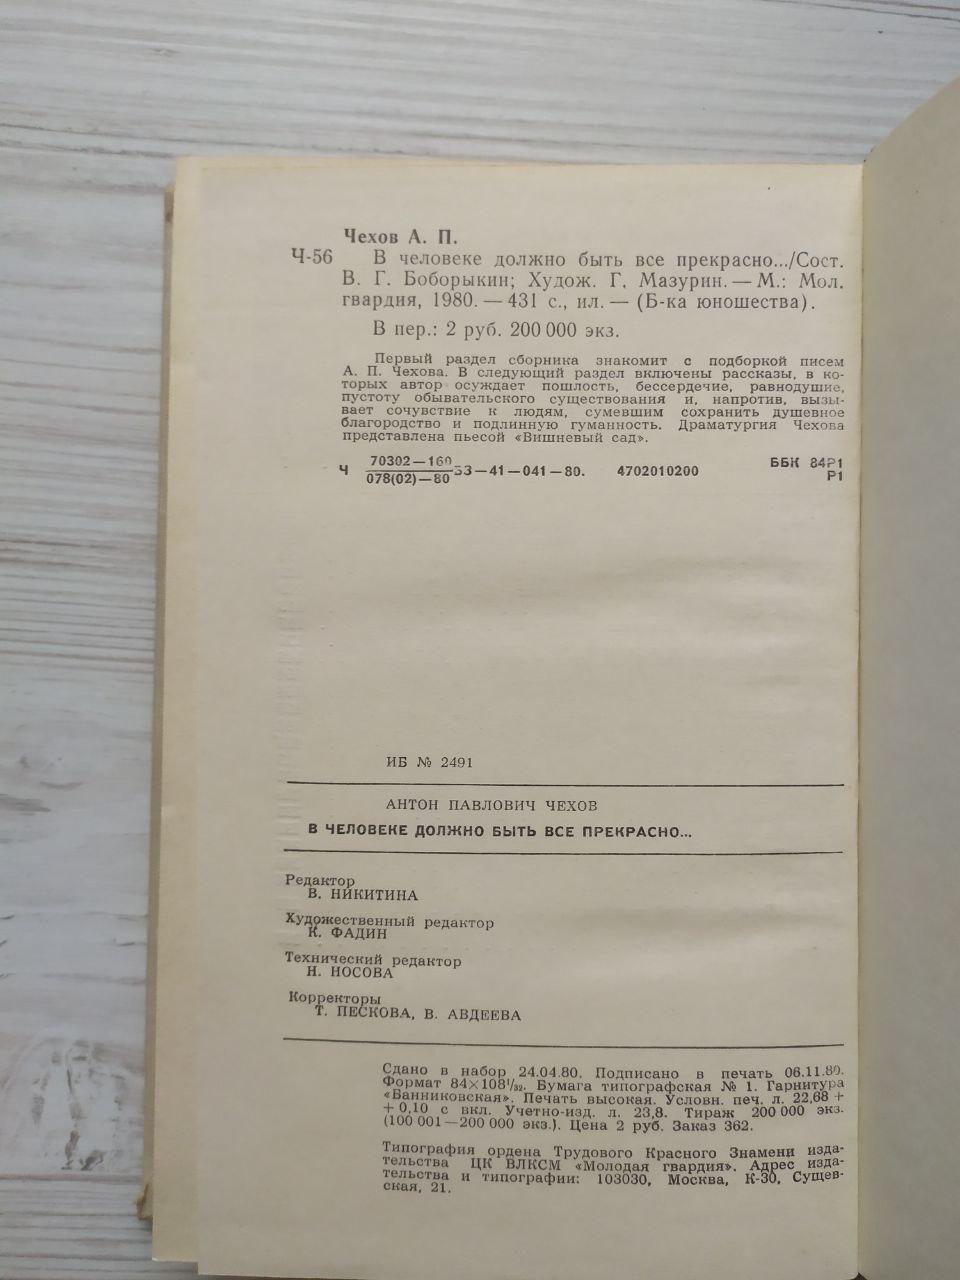 Чехов А. П.
Ч-56 В человеке должно быть все прекрасно.../Сост.
В. Г. Боборыкин; Худож. Г. Мазурин. — М.: Мол.
гвардия, 1980. — 431 с., ил. — (Б-ка юношества).
В пер.: 2 руб. 200 000 экз.
Первый раздел сборника знакомит с подборкой писем
А. П. Чехова. В следующий раздел включены рассказы, в ко-
торых автор осуждает пошлость, бессердечие, равнодушие,
пустоту обывательского существования и, напротив, вызы-
вает сочувствие к людям, сумевшим сохранить душевное
благородство и подлинную гуманность. Драматургия Чехова
представлена пьесой «Вишневый сад».
Ч 70302—160
078(02)—80 53—41—041—80. 4702010200
ББК 84Р1
Р1
ИБ № 2491
АНТОН ПАВЛОВИЧ ЧЕХОВ
В ЧЕЛОВЕКЕ ДОЛЖНО БЫТЬ ВСЕ ПРЕКРАСНО...
Редактор
В. НИКИТИНА
Художественный редактор
К. ФАДИН
Технический редактор
Н. НОСОВА
Корректоры
Т. ПЕСКОВА, В. АВДЕЕВА
Сдано в набор 24.04.80. Подписано в печать 06.11.80.
Формат 84×108¹/₃₂. Бумага типографская № 1. Гарнитура
«Банниковская». Печать высокая. Условн. печ. л. 22,68 +
+ 0,10 с вкл. Учетно-изд. л. 23,8. Тираж 200 000 экз.
(100 001—200 000 экз.). Цена 2 руб. Заказ 362.
Типография ордена Трудового Красного Знамени изда-
тельства ЦК ВЛКСМ «Молодая гвардия». Адрес изда-
тельства и типографии: 103030, Москва, К-30, Сущев-
ская, 21.